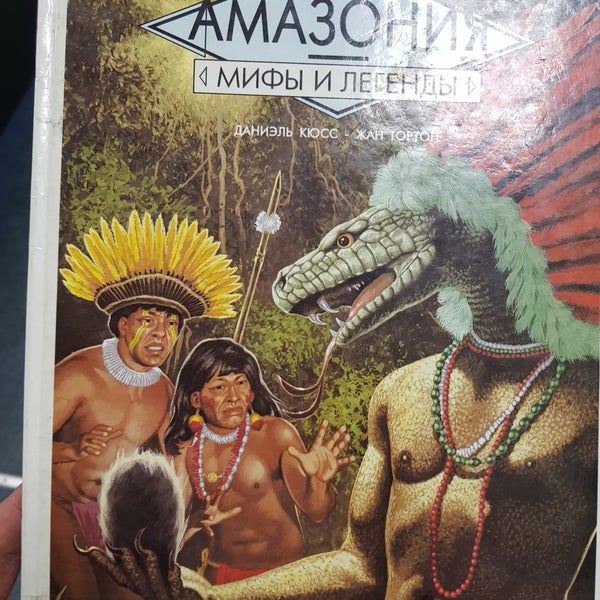 АМАЗОНИЯ
МИФЫ И ЛЕГЕНДЫ
ДАНИЭЛЬ КЮСС - ЖАН ТОРТОН